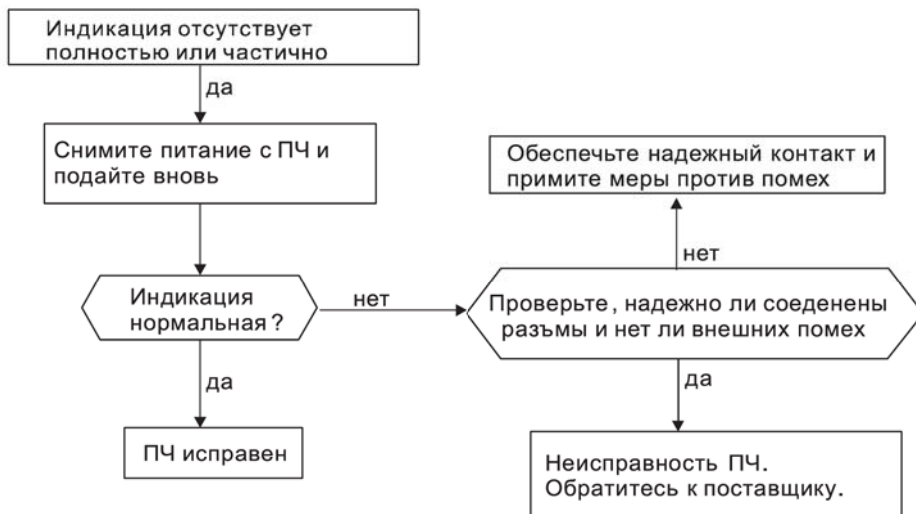 Индикация отсутствует
полностью или частично
да
Снимите питание с ПЧ и
подайте вновь
Обеспечьте надежный контакт и
примите меры против помех
нет
Индикация
нормальная?
нет
Проверьте, надежно ли соеденены
разъмы и нет ли внешних помех
да
да
ПЧ исправен
Неисправность ПЧ.
Обратитесь к поставщику.